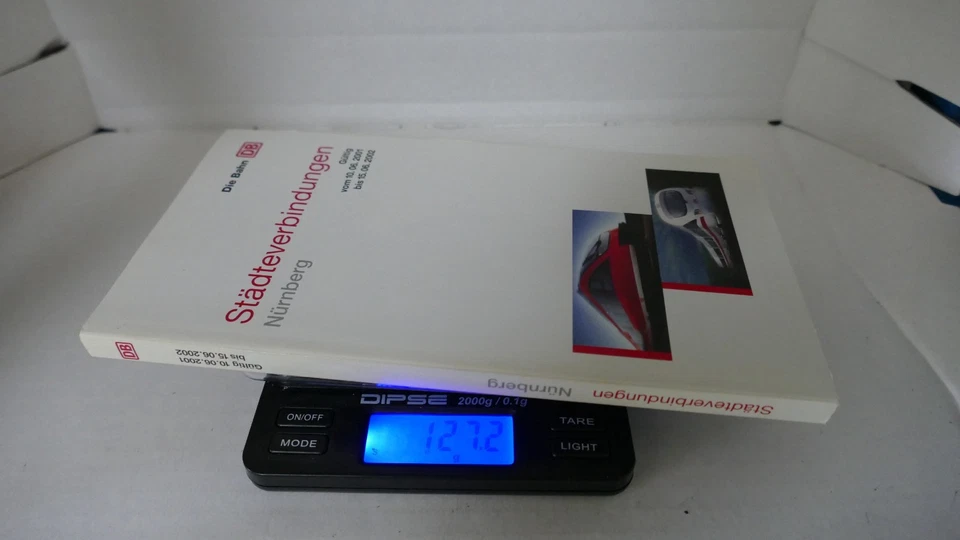 Die Bahn DB
Städteverbindungen
Nürnberg
Gültig
vom 10.06.2001
bis 15.06.2002
DB
Gültig 10.06.2001
bis 15.06.2002
Nürnberg
Städteverbindungen
DIPSE 2000g / 0.1g
ON/OFF
MODE
127.2
g
TARE
LIGHT